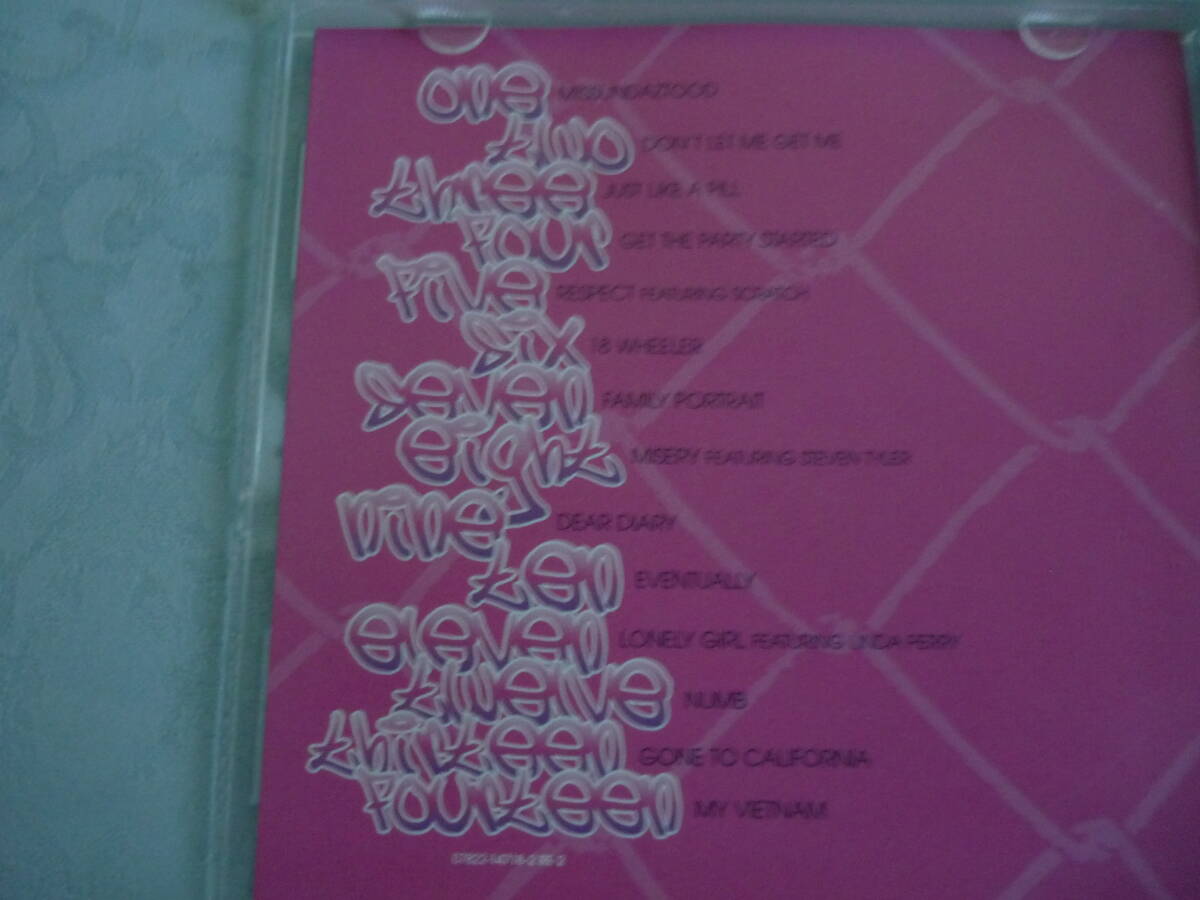 one MISSUNDAZTOOD
two DON'T LET ME GET ME
three JUST LIKE A PILL
four GET THE PARTY STARTED
five RESPECT FEATURING SCRATCH
six 18 WHEELER
seven FAMILY PORTRAIT
eight MISERY FEATURING STEVEN TYLER
nine DEAR DIARY
ten EVENTUALLY
eleven LONELY GIRL FEATURING LINDA PERRY
twelve NUMB
thirteen GONE TO CALIFORNIA
fourteen MY VIETNAM